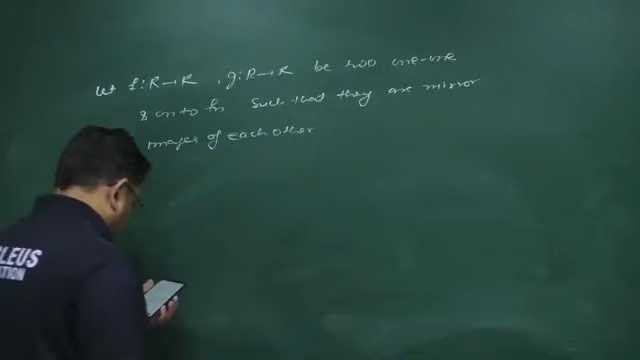 Let f: R→R , g: R→R be two one-one
& onto fn such that they are mirror
images of each other
LEUS
ATION